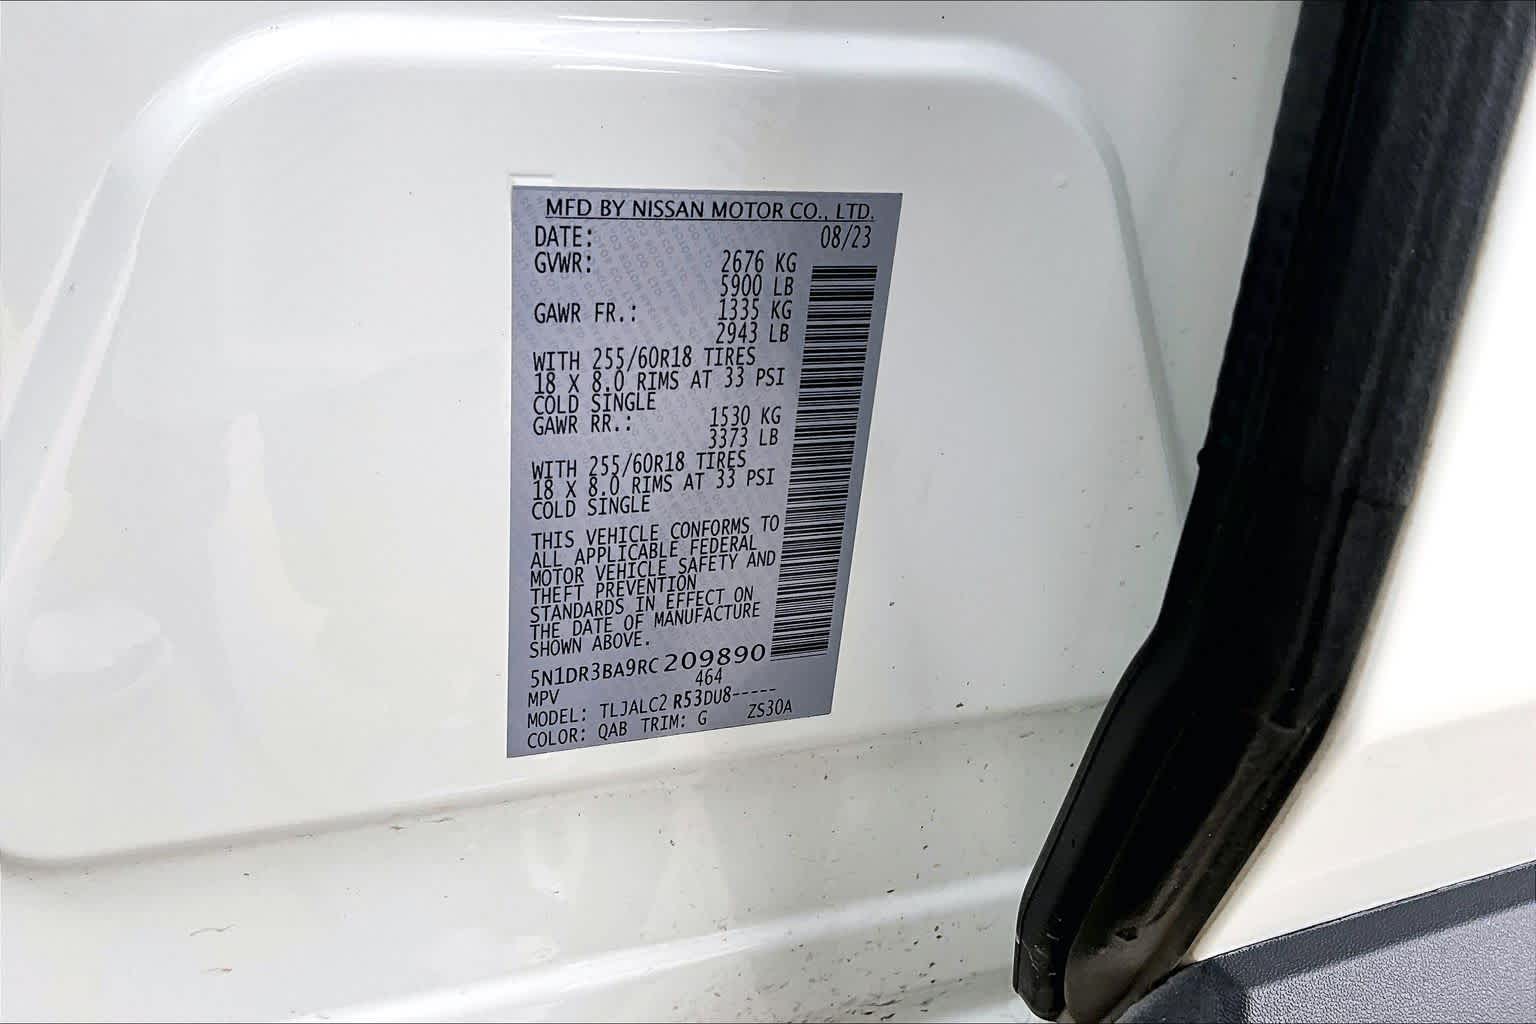 MFD BY NISSAN MOTOR CO., LTD.
DATE: 08/23
GVWR: 2676 KG
5900 LB
GAWR FR.: 1335 KG
2943 LB
WITH 255/60R18 TIRES
18 X 8.0 RIMS AT 33 PSI
COLD SINGLE
GAWR RR.: 1530 KG
3373 LB
WITH 255/60R18 TIRES
18 X 8.0 RIMS AT 33 PSI
COLD SINGLE
THIS VEHICLE CONFORMS TO
ALL APPLICABLE FEDERAL
MOTOR VEHICLE SAFETY AND
THEFT PREVENTION
STANDARDS IN EFFECT ON
THE DATE OF MANUFACTURE
SHOWN ABOVE.
5N1DR3BA9RC209890
MPV 464
MODEL: TLJALC2 R53DU8-----
COLOR: QAB TRIM: G ZS30A